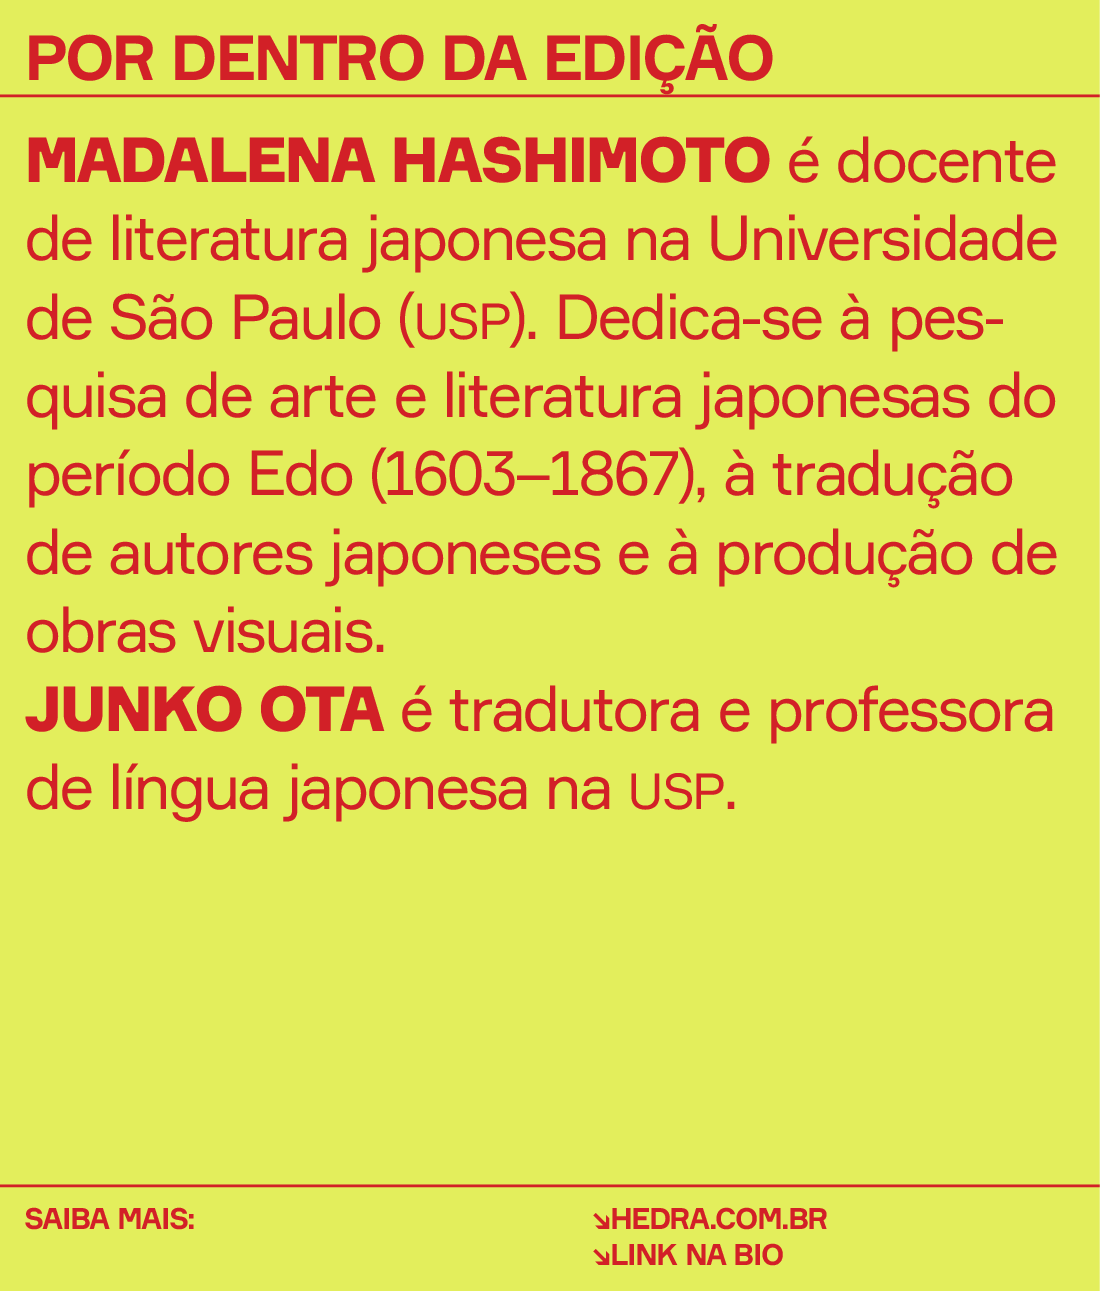 POR DENTRO DA EDIÇÃO
MADALENA HASHIMOTO é docente
de literatura japonesa na Universidade
de São Paulo (USP). Dedica-se à pes-
quisa de arte e literatura japonesas do
período Edo (1603–1867), à tradução
de autores japoneses e à produção de
obras visuais.
JUNKO OTA é tradutora e professora
de língua japonesa na USP.
SAIBA MAIS:
↘HEDRA.COM.BR
↘LINK NA BIO